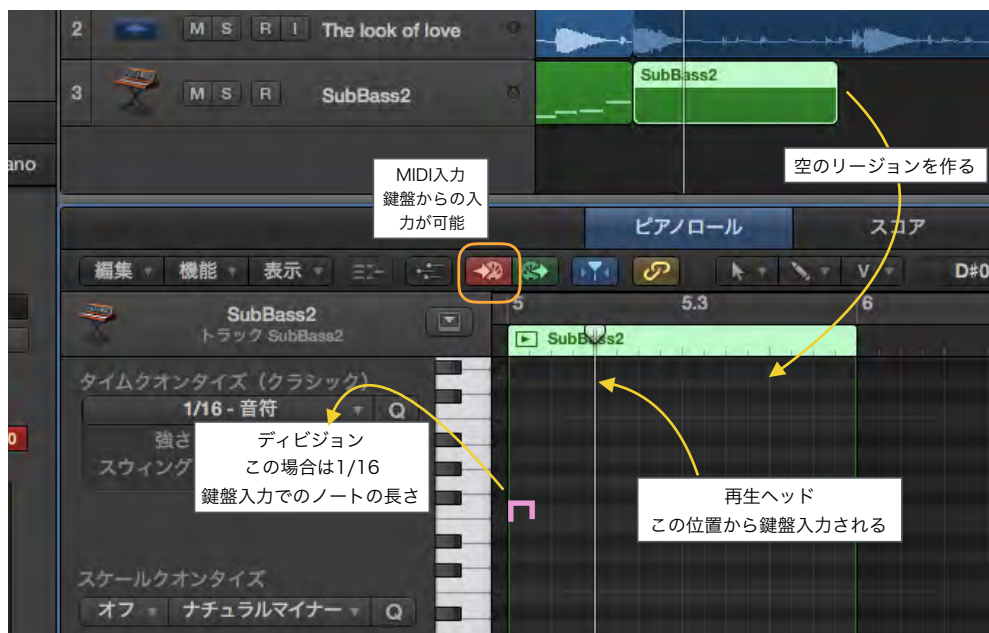 2 M S R I The look of love
SubBass2
3 M S R SubBass2
ano
MIDI入力
鍵盤からの入
力が可能
空のリージョンを作る
ピアノロール スコア
編集 機能 表示 V D#0
SubBass2
トラック SubBass2
5 5.3 6
SubBass2
タイムクオンタイズ（クラシック）
1/16 - 音符 Q
強さ
スウィング
ディビジョン
この場合は1/16
鍵盤入力でのノートの長さ
再生ヘッド
この位置から鍵盤入力される
0
スケールクオンタイズ
オフ ナチュラルマイナー Q